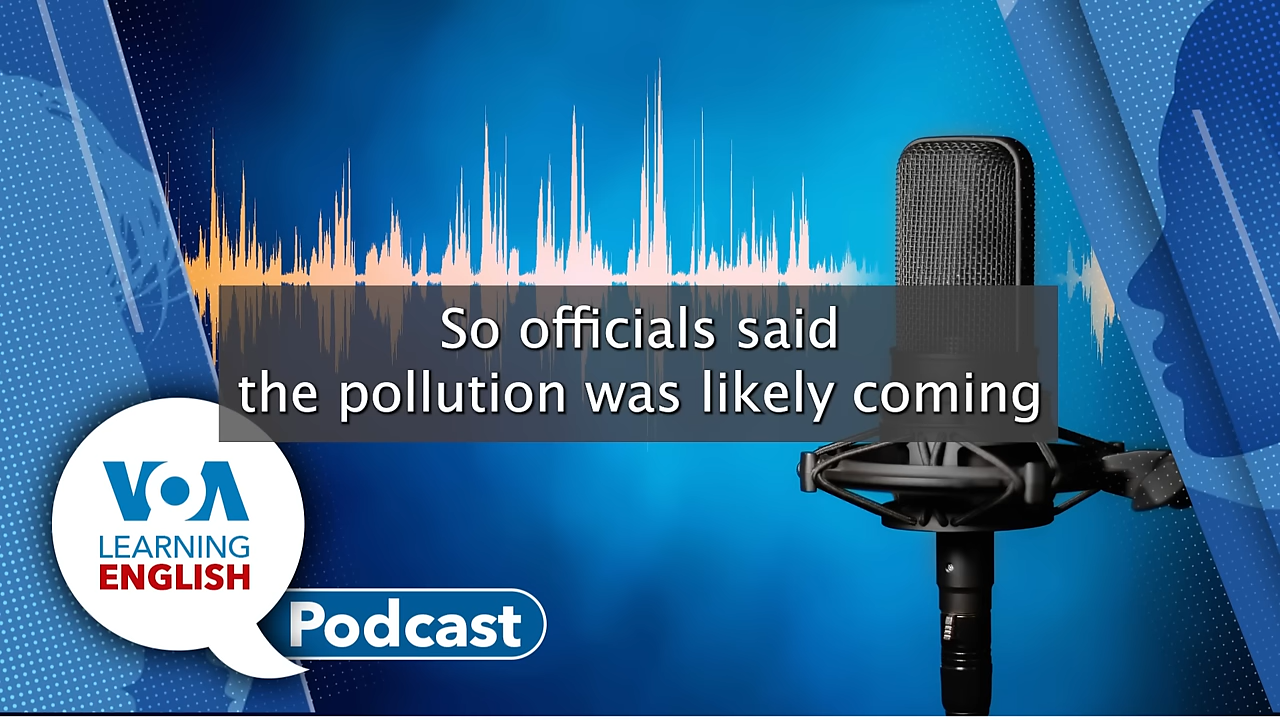 So officials said
the pollution was likely coming
VOA
LEARNING
ENGLISH
Podcast